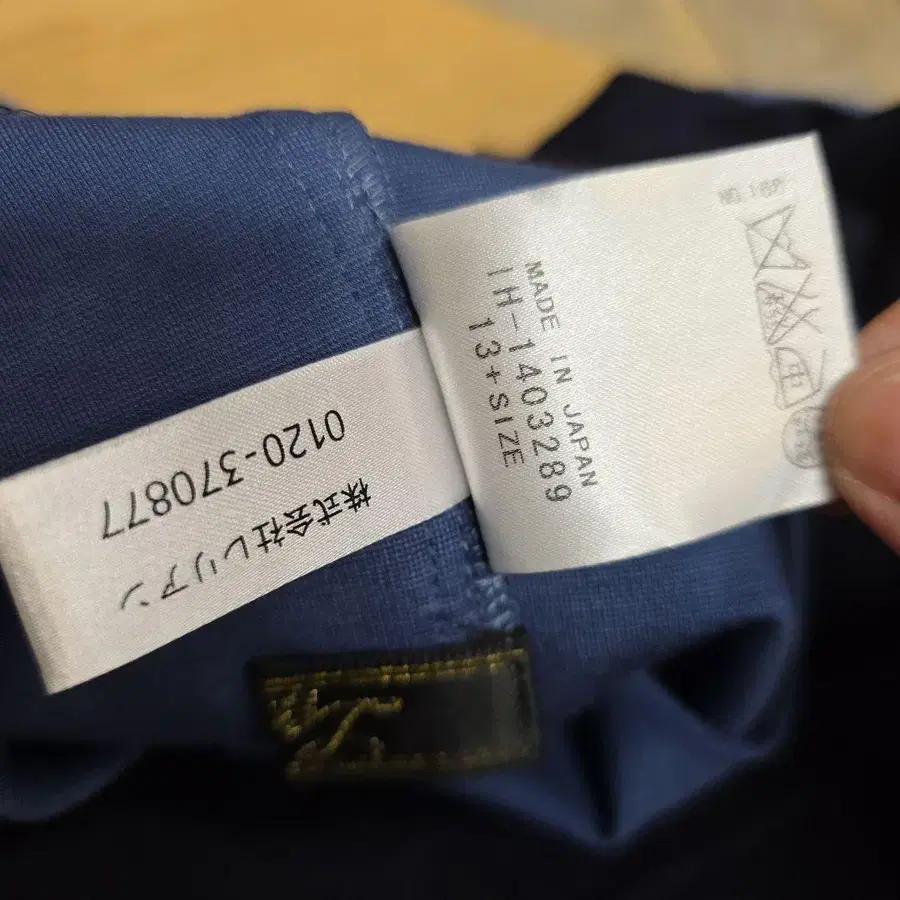 株式会社レリアン
0120-370877
MADE IN JAPAN
IH-1403289
13+SIZE